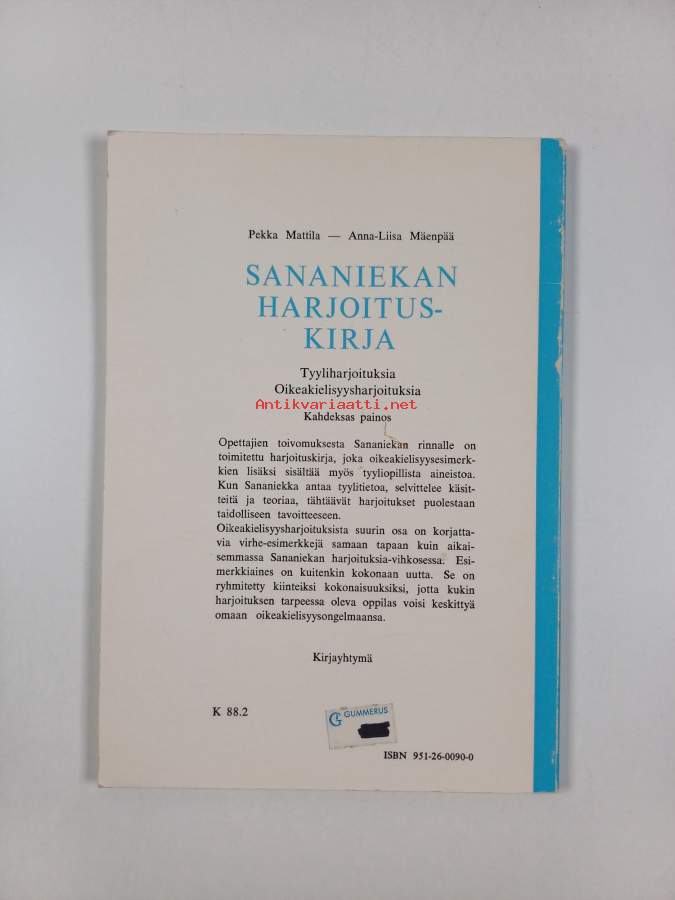 Pekka Mattila — Anna-Liisa Mäenpää
SANANIEKAN
HARJOITUS-
KIRJA
Tyyliharjoituksia
Oikeakielisyysharjoituksia
Antikvariaatti.net
Kahdeksas painos
Opettajien toivomuksesta Sananiekan rinnalle on
toimitettu harjoituskirja, joka oikeakielisyysesimerk-
kien lisäksi sisältää myös tyyliopillista aineistoa.
Kun Sananiekka antaa tyylitietoa, selvittelee käsit-
teitä ja teoriaa, tähtäävät harjoitukset puolestaan
taidolliseen tavoitteeseen.
Oikeakielisyysharjoituksista suurin osa on korjatta-
via virhe-esimerkkejä samaan tapaan kuin aikai-
semmassa Sananiekan harjoituksia-vihkosessa. Esi-
merkkiaines on kuitenkin kokonaan uutta. Se on
ryhmitetty kiinteiksi kokonaisuuksiksi, jotta kukin
harjoituksen tarpeessa oleva oppilas voisi keskittyä
omaan oikeakielisyysongelmaansa.
Kirjayhtymä
K 88.2
GUMMERUS
ISBN 951-26-0090-0